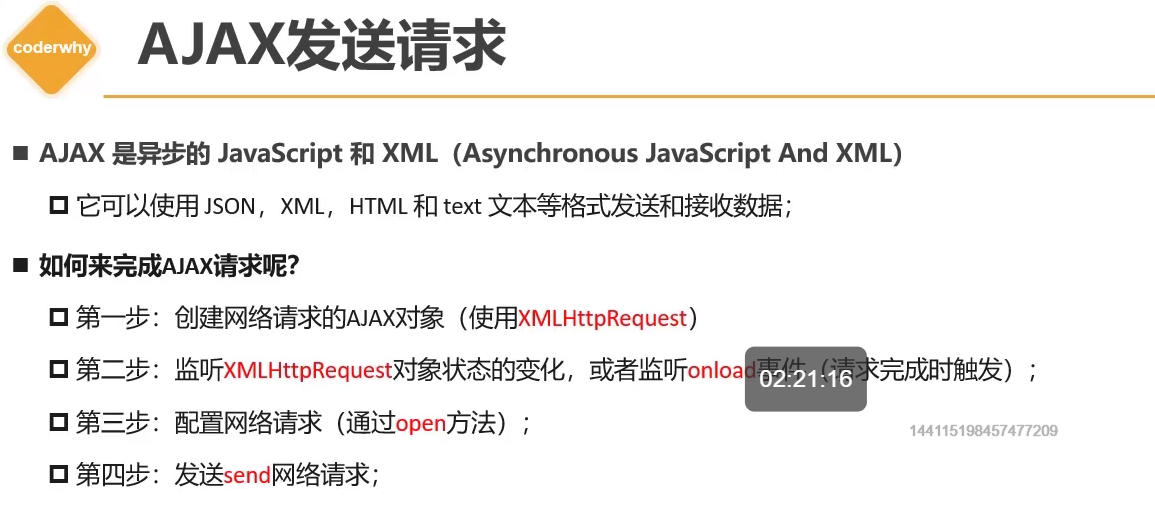 coderwhy
AJAX发送请求
AJAX 是异步的 JavaScript 和 XML（Asynchronous JavaScript And XML）
它可以使用 JSON，XML，HTML 和 text 文本等格式发送和接收数据；
如何来完成AJAX请求呢？
第一步：创建网络请求的AJAX对象（使用XMLHttpRequest）
第二步：监听XMLHttpRequest对象状态的变化，或者监听onload事件（请求完成时触发）；
02:21:16
第三步：配置网络请求（通过open方法）；
144115198457477209
第四步：发送send网络请求；